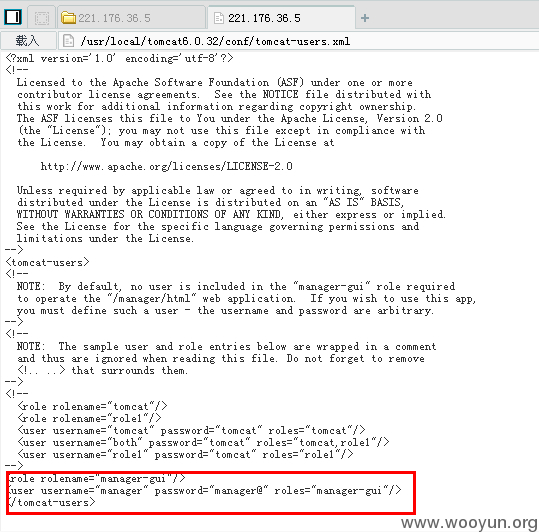 221.176.36.5
221.176.36.5
載入
/usr/local/tomcat6.0.32/conf/tomcat-users.xml
<?xml version='1.0' encoding='utf-8'?>
<!--
Licensed to the Apache Software Foundation (ASF) under one or more
contributor license agreements.  See the NOTICE file distributed with
this work for additional information regarding copyright ownership.
The ASF licenses this file to You under the Apache License, Version 2.0
(the "License"); you may not use this file except in compliance with
the License.  You may obtain a copy of the License at
http://www.apache.org/licenses/LICENSE-2.0
Unless required by applicable law or agreed to in writing, software
distributed under the License is distributed on an "AS IS" BASIS,
WITHOUT WARRANTIES OR CONDITIONS OF ANY KIND, either express or implied.
See the License for the specific language governing permissions and
limitations under the License.
-->
<tomcat-users>
<!--
NOTE:  By default, no user is included in the "manager-gui" role required
to operate the "/manager/html" web application.  If you wish to use this app,
you must define such a user - the username and password are arbitrary.
-->
<!--
NOTE:  The sample user and role entries below are wrapped in a comment
and thus are ignored when reading this file. Do not forget to remove
<!.. ..> that surrounds them.
-->
<!--
<role rolename="tomcat"/>
<role rolename="role1"/>
<user username="tomcat" password="tomcat" roles="tomcat"/>
<user username="both" password="tomcat" roles="tomcat,role1"/>
<user username="role1" password="tomcat" roles="role1"/>
-->
<role rolename="manager-gui"/>
<user username="manager" password="manager@" roles="manager-gui"/>
</tomcat-users>
www.wooyun.org